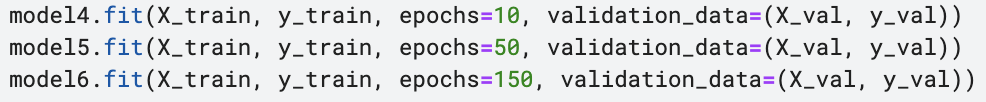 model4.fit(X_train, y_train, epochs=10, validation_data=(X_val, y_val))
model5.fit(X_train, y_train, epochs=50, validation_data=(X_val, y_val))
model6.fit(X_train, y_train, epochs=150, validation_data=(X_val, y_val))